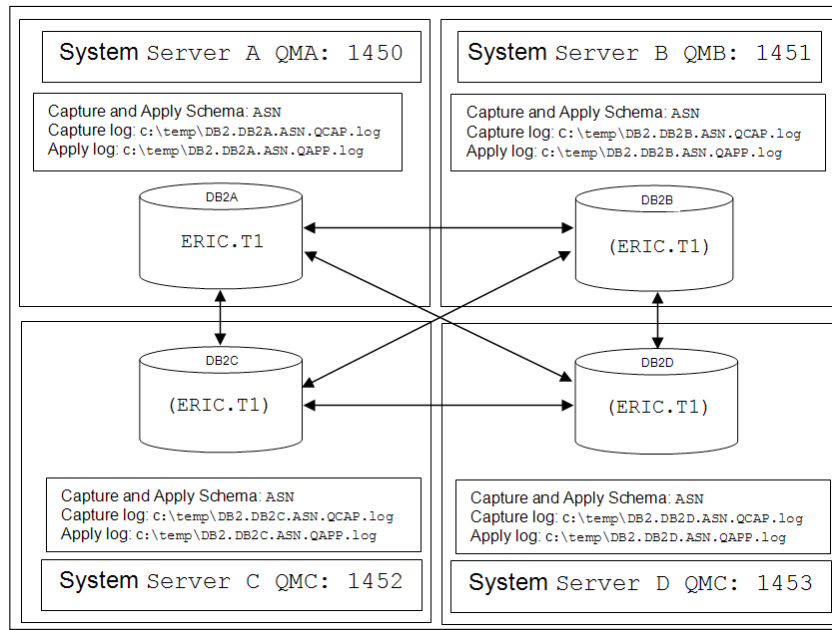 System Server A QMA: 1450
Capture and Apply Schema: ASN
Capture log: c:\temp\DB2.DB2A.ASN.QCAP.log
Apply log: c:\temp\DB2.DB2A.ASN.QAPP.log
DB2A
ERIC.T1
System Server B QMB: 1451
Capture and Apply Schema: ASN
Capture log: c:\temp\DB2.DB2B.ASN.QCAP.log
Apply log: c:\temp\DB2.DB2B.ASN.QAPP.log
DB2B
(ERIC.T1)
DB2C
(ERIC.T1)
Capture and Apply Schema: ASN
Capture log: c:\temp\DB2.DB2C.ASN.QCAP.log
Apply log: c:\temp\DB2.DB2C.ASN.QAPP.log
System Server C QMC: 1452
DB2D
(ERIC.T1)
Capture and Apply Schema: ASN
Capture log: c:\temp\DB2.DB2D.ASN.QCAP.log
Apply log: c:\temp\DB2.DB2D.ASN.QAPP.log
System Server D QMC: 1453